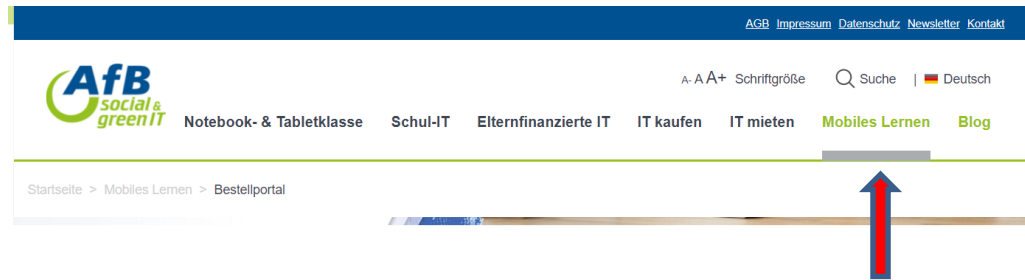 AGB Impressum Datenschutz Newsletter Kontakt
AfB
social &
green IT
A- A A+ Schriftgröße Suche | Deutsch
Notebook- & Tabletklasse Schul-IT Elternfinanzierte IT IT kaufen IT mieten Mobiles Lernen Blog
Startseite > Mobiles Lernen > Bestellportal